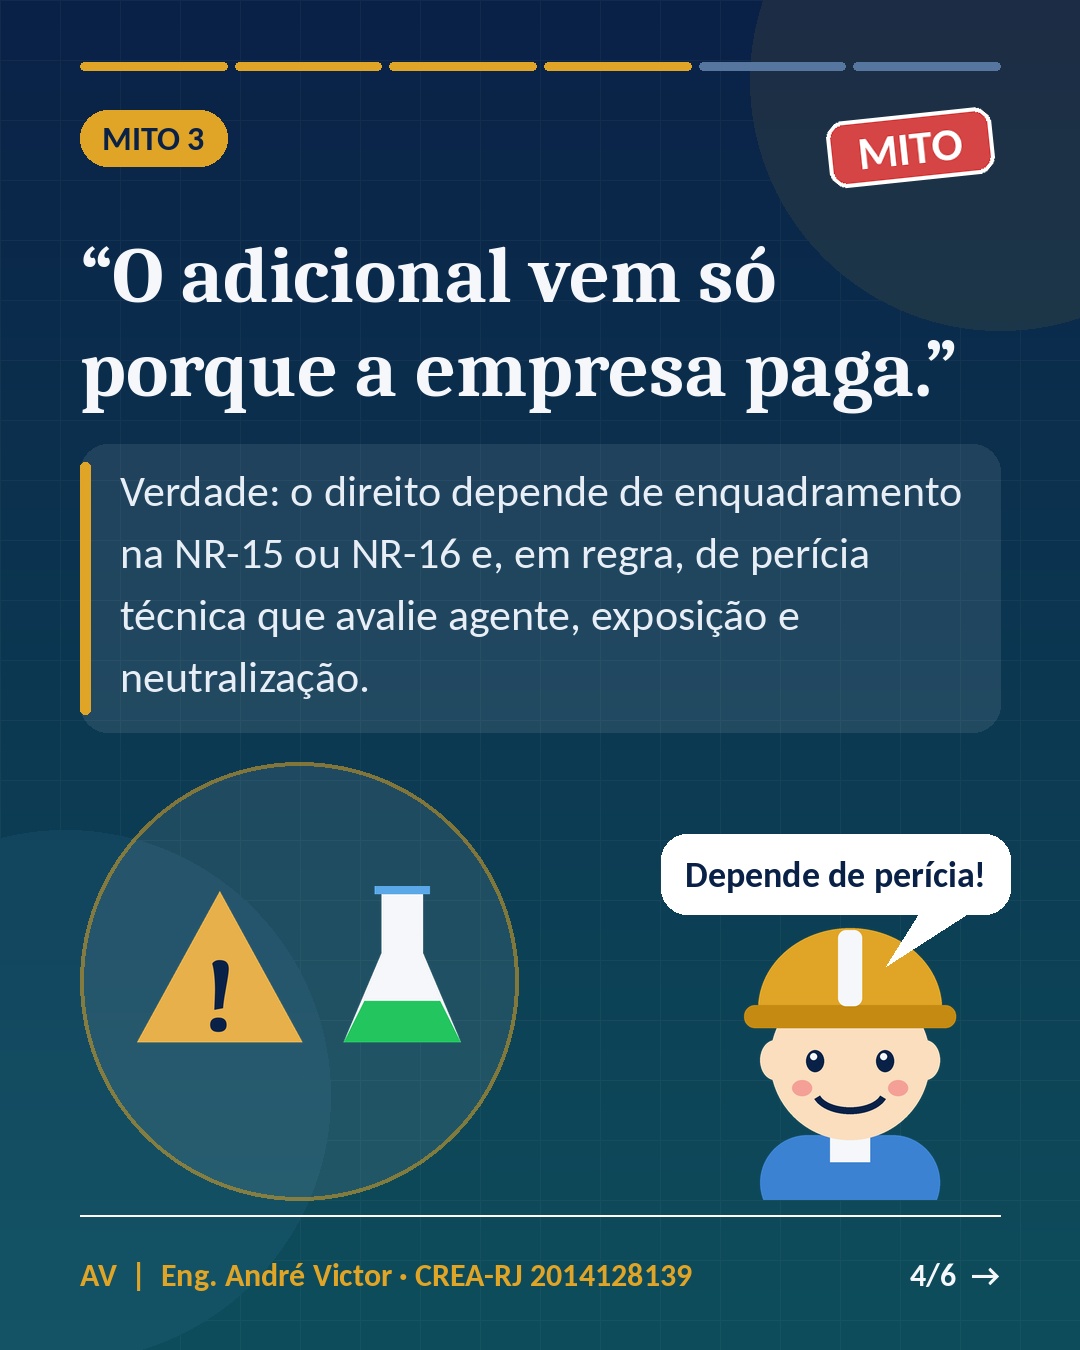 MITO 3
MITO
“O adicional vem só
porque a empresa paga.”
Verdade: o direito depende de enquadramento
na NR-15 ou NR-16 e, em regra, de perícia
técnica que avalie agente, exposição e
neutralização.
Depende de perícia!
!
AV | Eng. André Victor · CREA-RJ 2014128139
4/6 →